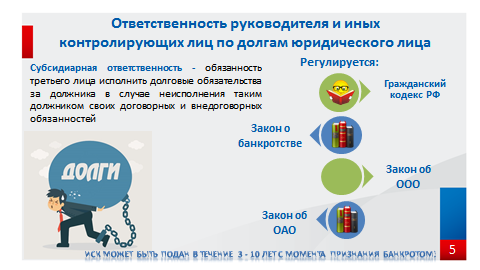 Ответственность руководителя и иных
контролирующих лиц по долгам юридического лица
Субсидиарная ответственность - обязанность
третьего лица исполнить долговые обязательства
за должника в случае неисполнения таким
должником своих договорных и внедоговорных
обязанностей
ДОЛГИ
Регулируется:
Гражданский
кодекс РФ
Закон о
банкротстве
Закон об
ООО
Закон об
ОАО
ИСК МОЖЕТ БЫТЬ ПОДАН В ТЕЧЕНИЕ 3 - 10 ЛЕТ С МОМЕНТА ПРИЗНАНИЯ БАНКРОТОМ!
5